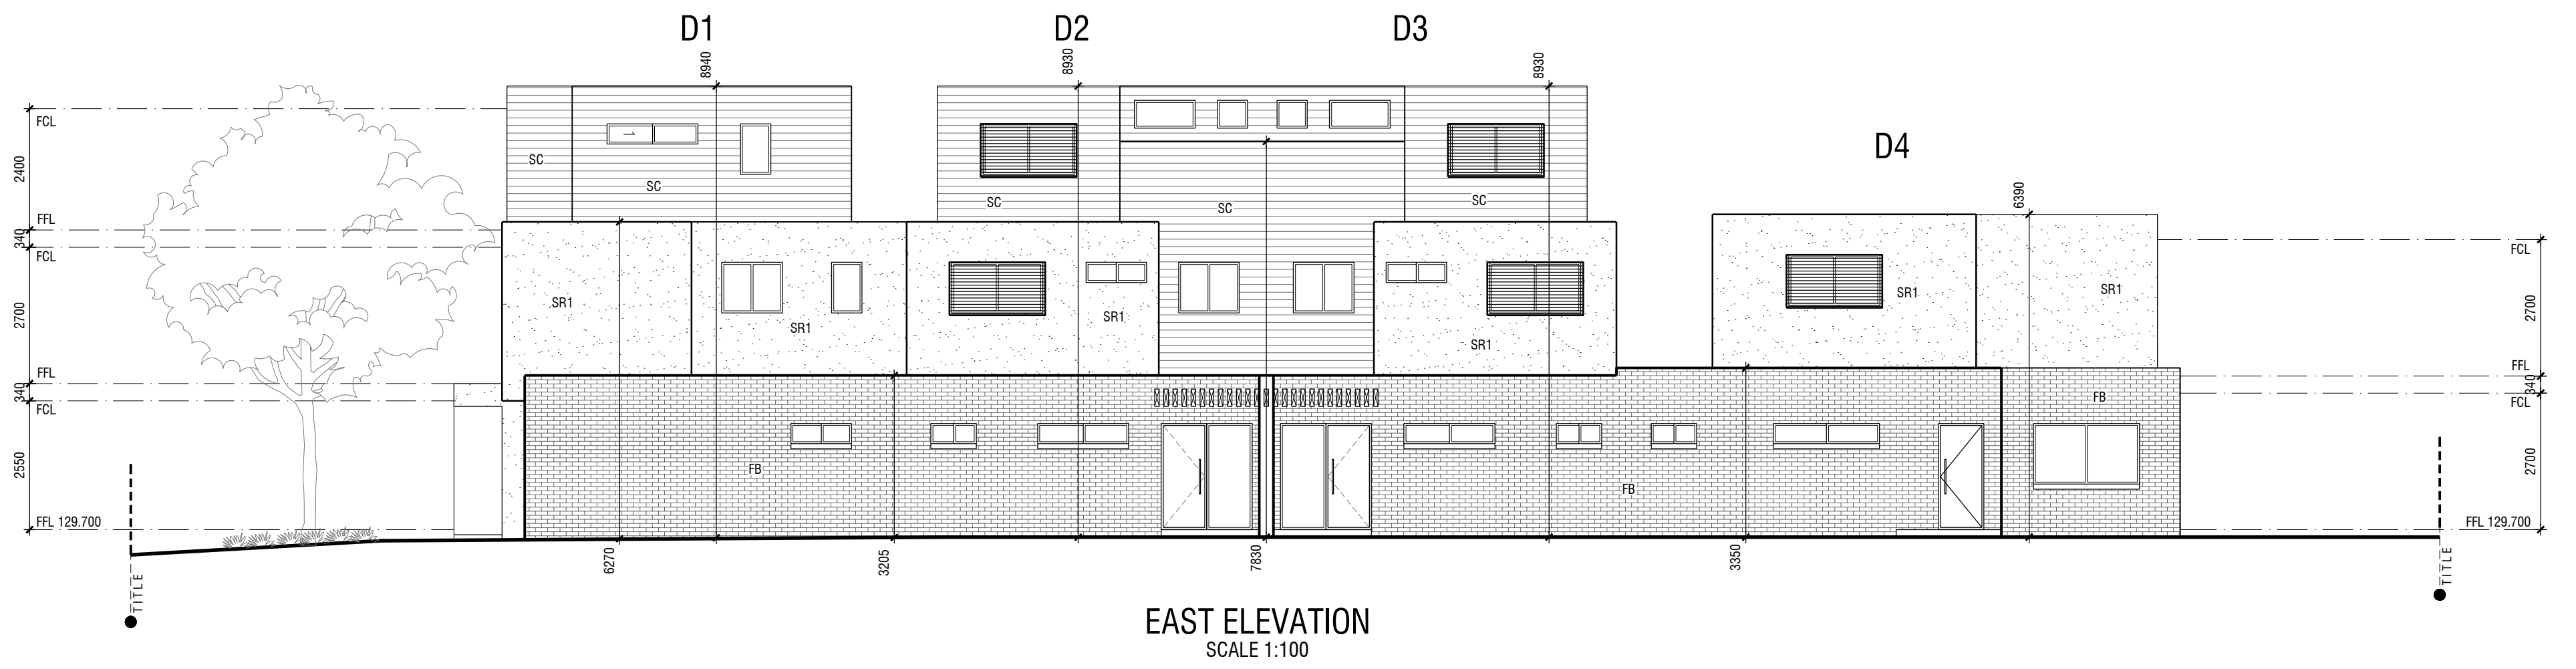 D1
D2
D3
D4
8940
8930
8930
6390
FCL
2400
FFL
340
FCL
2700
FFL
340
FCL
2550
FFL 129.700
SC
SC
SC
SC
SC
SR1
SR1
SR1
SR1
SR1
SR1
FB
FB
FB
FCL
2700
FFL
340
FCL
2700
FFL 129.700
6270
3205
7830
3350
TITLE
TITLE
EAST ELEVATION
SCALE 1:100